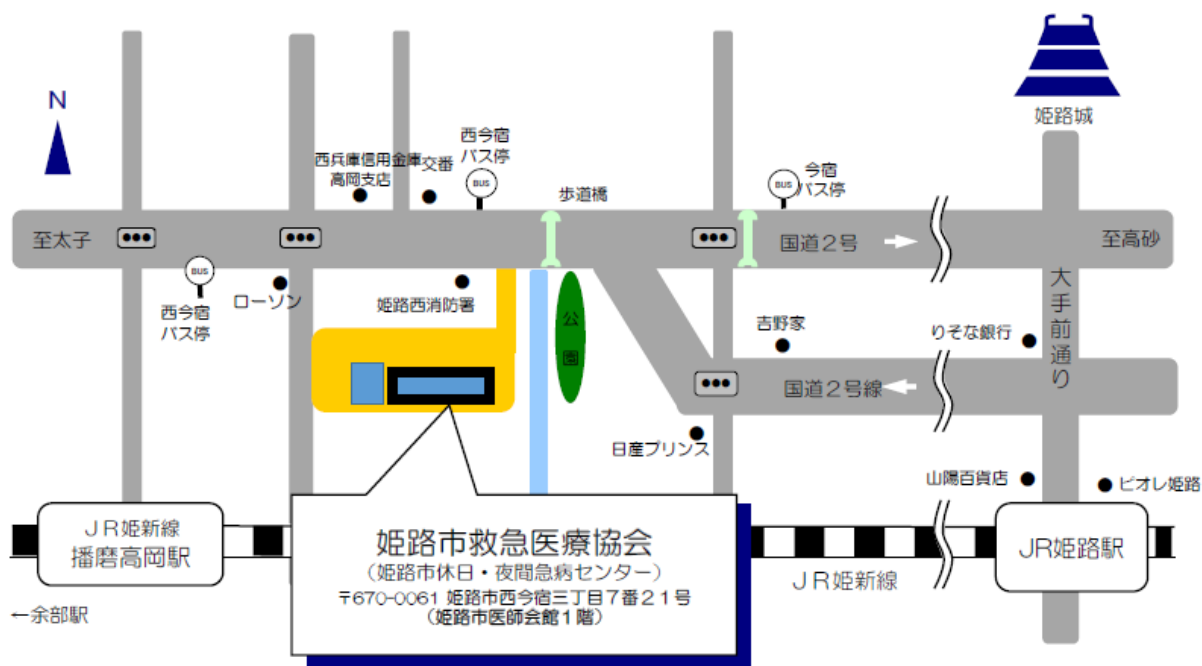 N
姫路城
西今宿
バス停
BUS
西兵庫信用金庫
高岡支店
交番
歩道橋
今宿
バス停
BUS
至太子
国道2号
至高砂
BUS
西今宿
バス停
ローソン
姫路西消防署
公
園
吉野家
りそな銀行
大手前通り
国道2号線
日産プリンス
山陽百貨店
ピオレ姫路
JR姫新線
播磨高岡駅
姫路市救急医療協会
(姫路市休日・夜間急病センター)
〒670-0061 姫路市西今宿三丁目7番21号
(姫路市医師会館1階)
JR姫新線
JR姫路駅
←余部駅